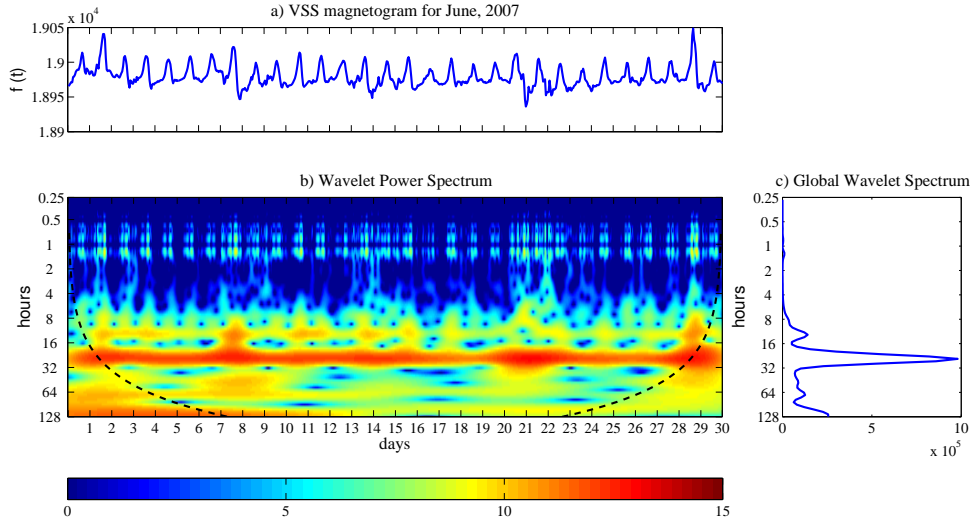 a) VSS magnetogram for June, 2007
x 10⁴
1.905
1.9
1.895
1.89
f (t)
b) Wavelet Power Spectrum
0.25
0.5
1
2
4
8
16
32
64
128
hours
1 2 3 4 5 6 7 8 9 10 11 12 13 14 15 16 17 18 19 20 21 22 23 24 25 26 27 28 29 30
days
c) Global Wavelet Spectrum
0.25
0.5
1
2
4
8
16
32
64
128
hours
0 5 10
x 10⁵
0 5 10 15